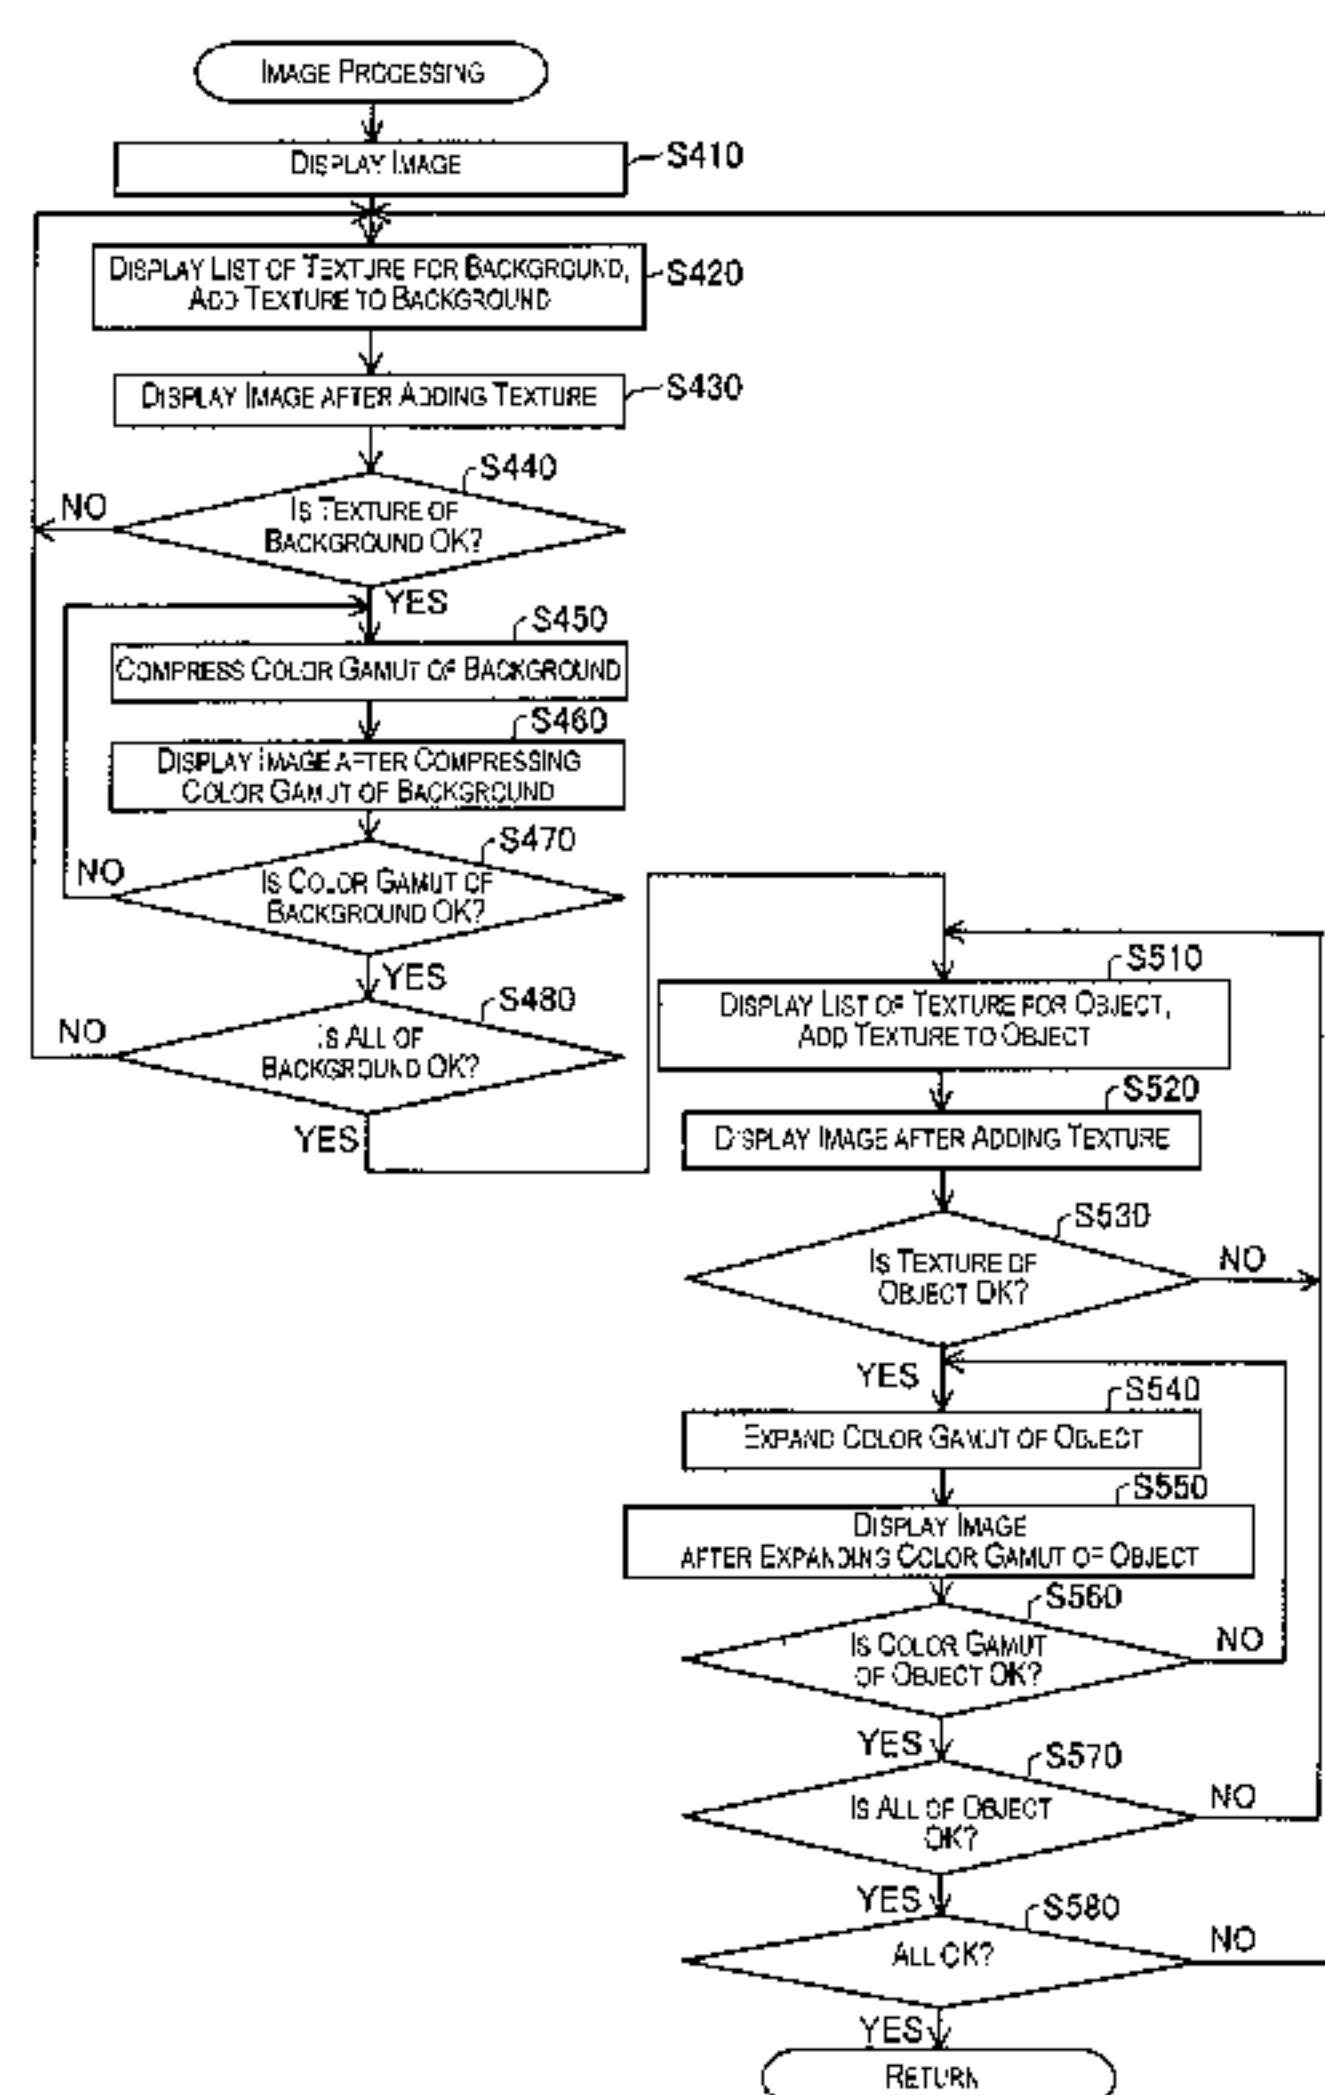 IMAGE PROCESSING
DISPLAY IMAGE
S410
DISPLAY LIST OF TEXTURE FOR BACKGROUND,
ADD TEXTURE TO BACKGROUND
S420
DISPLAY IMAGE AFTER ADDING TEXTURE
S430
S440
NO
IS TEXTURE OF
BACKGROUND OK?
YES
S450
COMPRESS COLOR GAMUT OF BACKGROUND
S460
DISPLAY IMAGE AFTER COMPRESSING
COLOR GAMUT OF BACKGROUND
S470
NO
IS COLOR GAMUT OF
BACKGROUND OK?
YES
S480
NO
IS ALL OF
BACKGROUND OK?
YES
S510
DISPLAY LIST OF TEXTURE FOR OBJECT,
ADD TEXTURE TO OBJECT
S520
DISPLAY IMAGE AFTER ADDING TEXTURE
S530
IS TEXTURE OF
OBJECT OK?
NO
YES
S540
EXPAND COLOR GAMUT OF OBJECT
S550
DISPLAY IMAGE
AFTER EXPANDING COLOR GAMUT OF OBJECT
S560
IS COLOR GAMUT
OF OBJECT OK?
NO
YES
S570
IS ALL OF OBJECT
OK?
NO
YES
S580
ALL OK?
NO
YES
RETURN